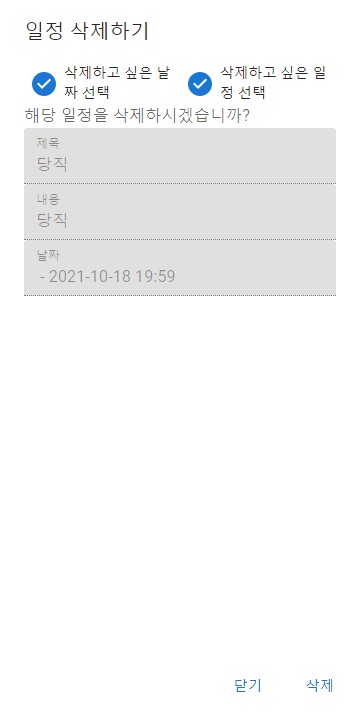 일정 삭제하기
삭제하고 싶은 날
짜 선택
삭제하고 싶은 일
정 선택
해당 일정을 삭제하시겠습니까?
제목
당직
내용
당직
날짜
- 2021-10-18 19:59
닫기
삭제